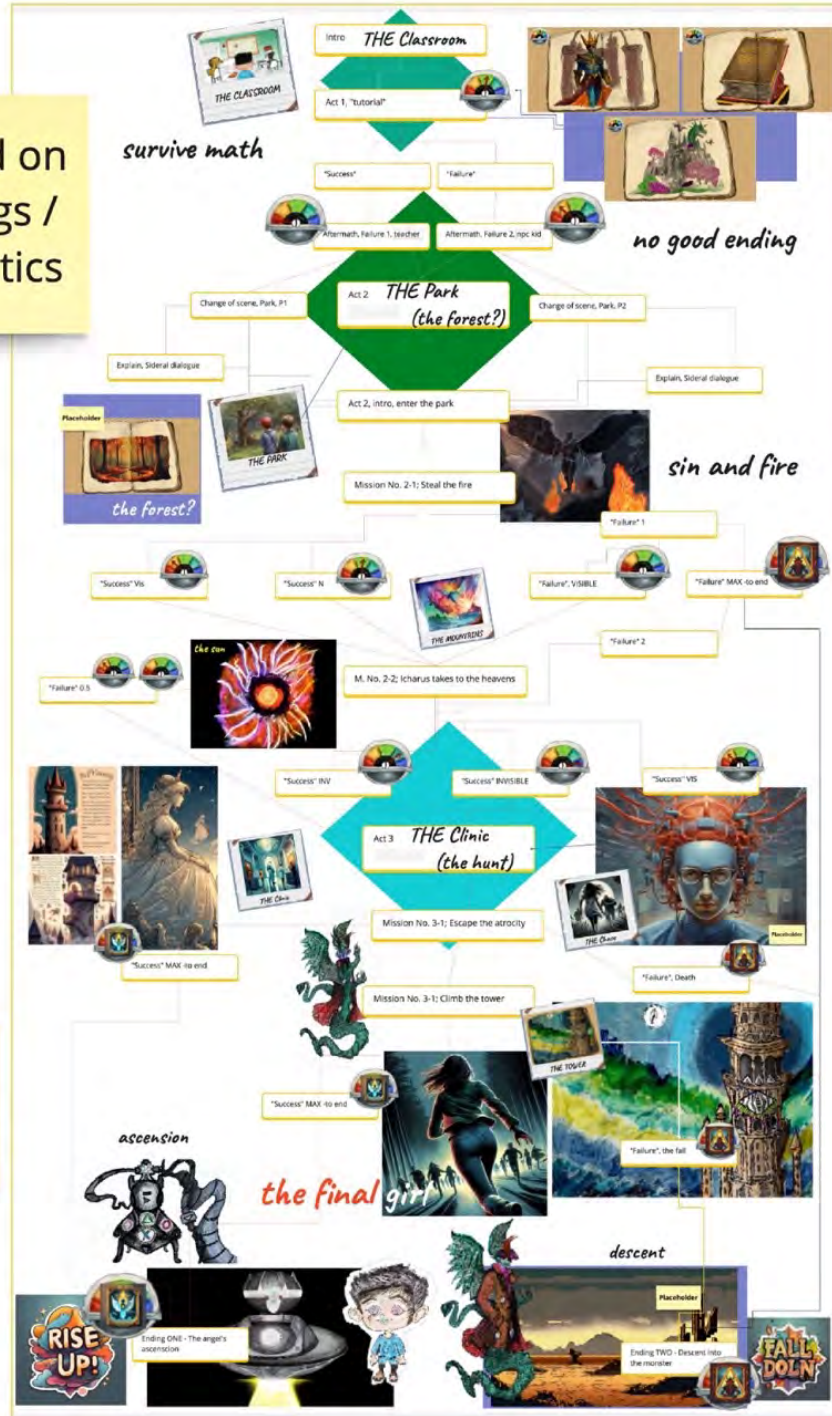 Intro THE Classroom
THE CLASSROOM
Act 1, "tutorial"
d on
gs /
tics
survive math
"Success"
"Failure"
Aftermath, Failure 1, teacher
Aftermath, Failure 2, npc kid
no good ending
Act 2 THE Park
(the forest?)
Change of scene, Park, P1
Change of scene, Park, P2
Explain, Sideral dialogue
Explain, Sideral dialogue
Act 2, intro, enter the park
Placeholder
THE PARK
the forest?
Mission No. 2-1; Steal the fire
sin and fire
"Failure" 1
"Success" Vis
"Success" N
"Failure", VISIBLE
"Failure" MAX -to end
THE MOUNTAINS
"Failure" 2
the sun
"Failure" 0.5
M. No. 2-2; Icharus takes to the heavens
"Success" INV
"Success" INVISIBLE
"Success" VIS
Act 3 THE Clinic
(the hunt)
THE Clinic
THE Chase
Placeholder
Mission No. 3-1; Escape the atrocity
"Success" MAX -to end
"Failure", Death
Mission No. 3-1; Climb the tower
THE TOWER
"Success" MAX -to end
"Failure", the fall
ascension
the final girl
descent
Placeholder
RISE
UP!
Ending ONE - The angel's
ascenstion
Ending TWO - Descent into
the monster
FALL
DOLN